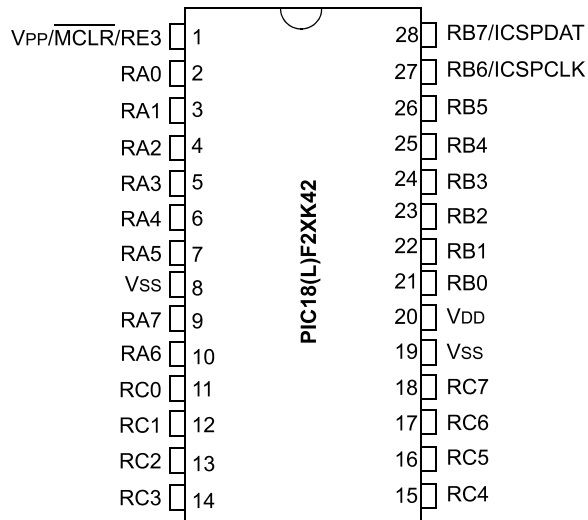 VPP/MCLR/RE3 1 28 RB7/ICSPDAT
RA0 2 27 RB6/ICSPCLK
RA1 3 26 RB5
RA2 4 25 RB4
RA3 5 24 RB3
RA4 6 23 RB2
RA5 7 22 RB1
VSS 8 21 RB0
RA7 9 20 VDD
RA6 10 19 VSS
RC0 11 18 RC7
RC1 12 17 RC6
RC2 13 16 RC5
RC3 14 15 RC4
PIC18(L)F2XK42